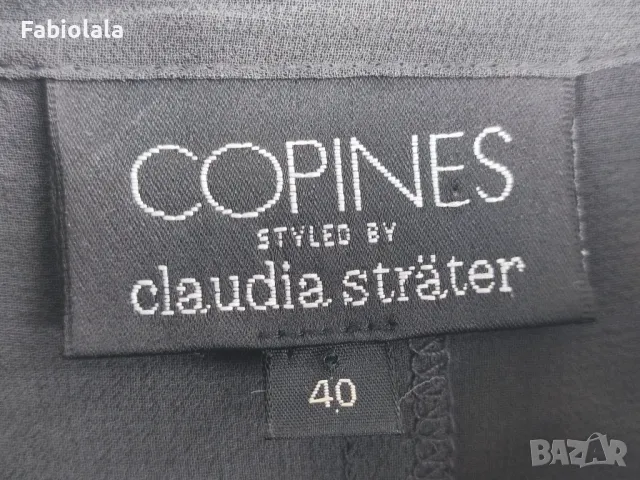 Fabiolala
COPINES
STYLED BY
claudia sträter
40
BAZAR